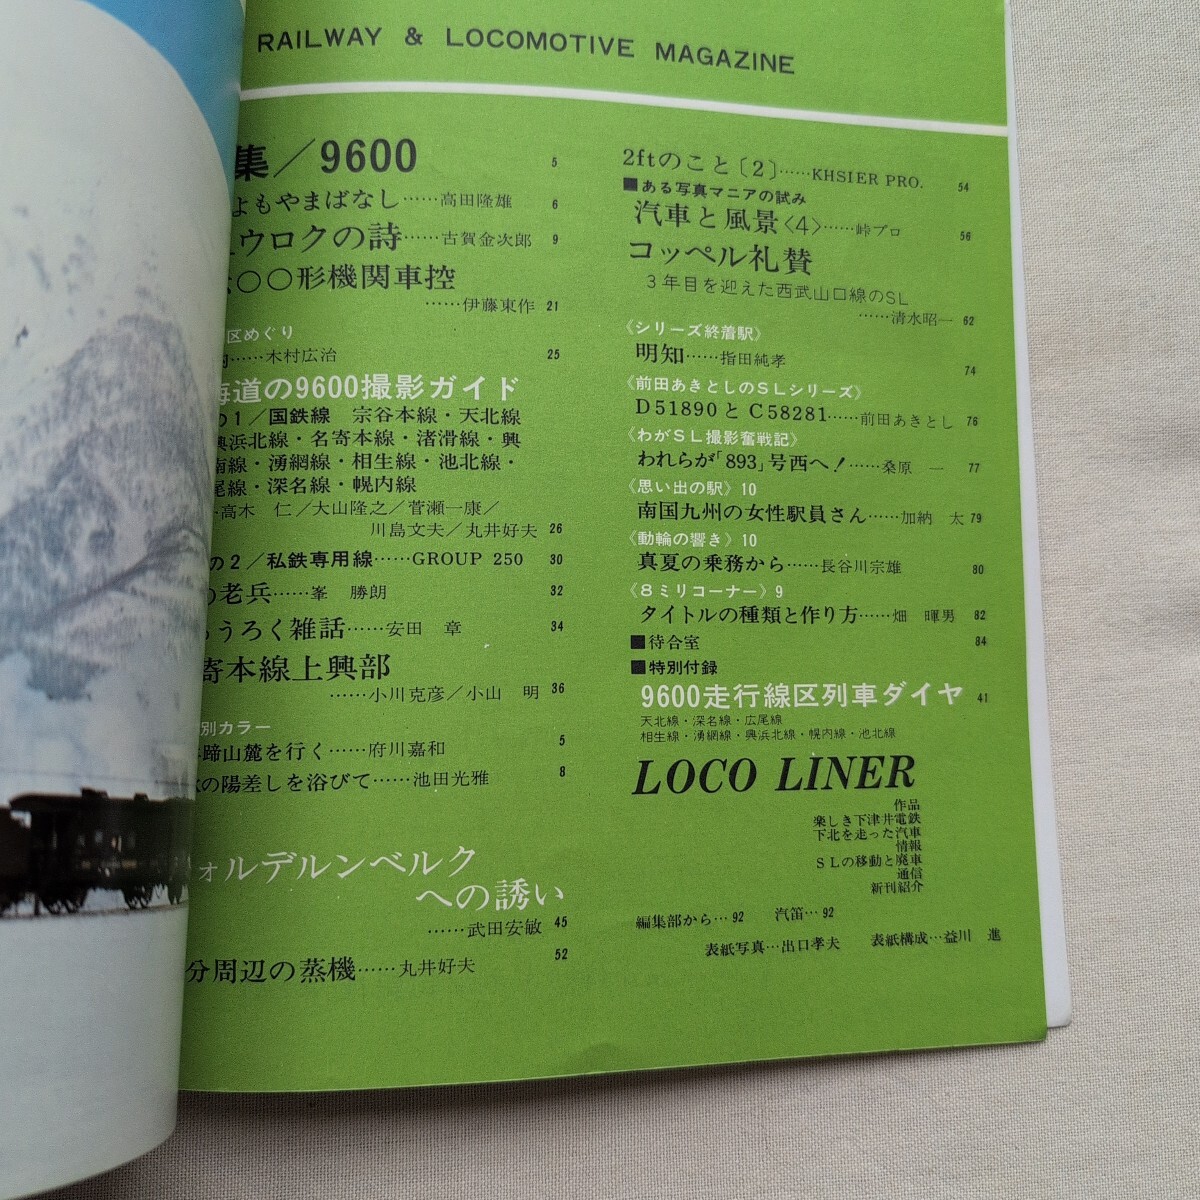 RAILWAY & LOCOMOTIVE MAGAZINE
集／9600 5
よもやまばなし……高田隆雄 6
ュウロクの詩……古賀金次郎 9
〇〇形機関車控
……伊藤東作 21
区めぐり
……木村広治 25
海道の9600撮影ガイド
の1／国鉄線 宗谷本線・天北線
興浜北線・名寄本線・渚滑線・興
南線・湧網線・相生線・池北線・
尾線・深名線・幌内線
高木 仁／大山隆之／菅瀬一康／
川島文夫／丸井好夫 26
の2／私鉄専用線……GROUP 250 30
の老兵……峯 勝朗 32
ゅうろく雑話……安田 章 34
寄本線上興部
……小川克彦／小山 明 36
別カラー
蹄山麓を行く……府川嘉和 5
の陽差しを浴びて……池田光雅 8
ォルデルンベルク
への誘い
……武田安敏 45
分周辺の蒸機……丸井好夫 52
2ftのこと〔2〕……KHSIER PRO. 54
■ある写真マニアの試み
汽車と風景〈4〉……峠プロ 56
コッペル礼賛
3年目を迎えた西武山口線のSL
……清水昭一 62
《シリーズ終着駅》
明知……指田純孝 74
《前田あきとしのSLシリーズ》
D51890とC58281……前田あきとし 76
《わがSL撮影奮戦記》
われらが「893」号西へ！……桑原 一 77
《思い出の駅》10
南国九州の女性駅員さん……加納 太 79
《動輪の響き》10
真夏の乗務から……長谷川宗雄 80
《8ミリコーナー》9
タイトルの種類と作り方……畑 暉男 82
■待合室 84
■特別付録
9600走行線区列車ダイヤ 41
天北線・深名線・広尾線
相生線・湧網線・興浜北線・幌内線・池北線
LOCO LINER
作品
楽しき下津井電鉄
下北を走った汽車
情報
SLの移動と廃車
通信
新刊紹介
編集部から…92 汽笛…92
表紙写真…出口孝夫 表紙構成…益川 進